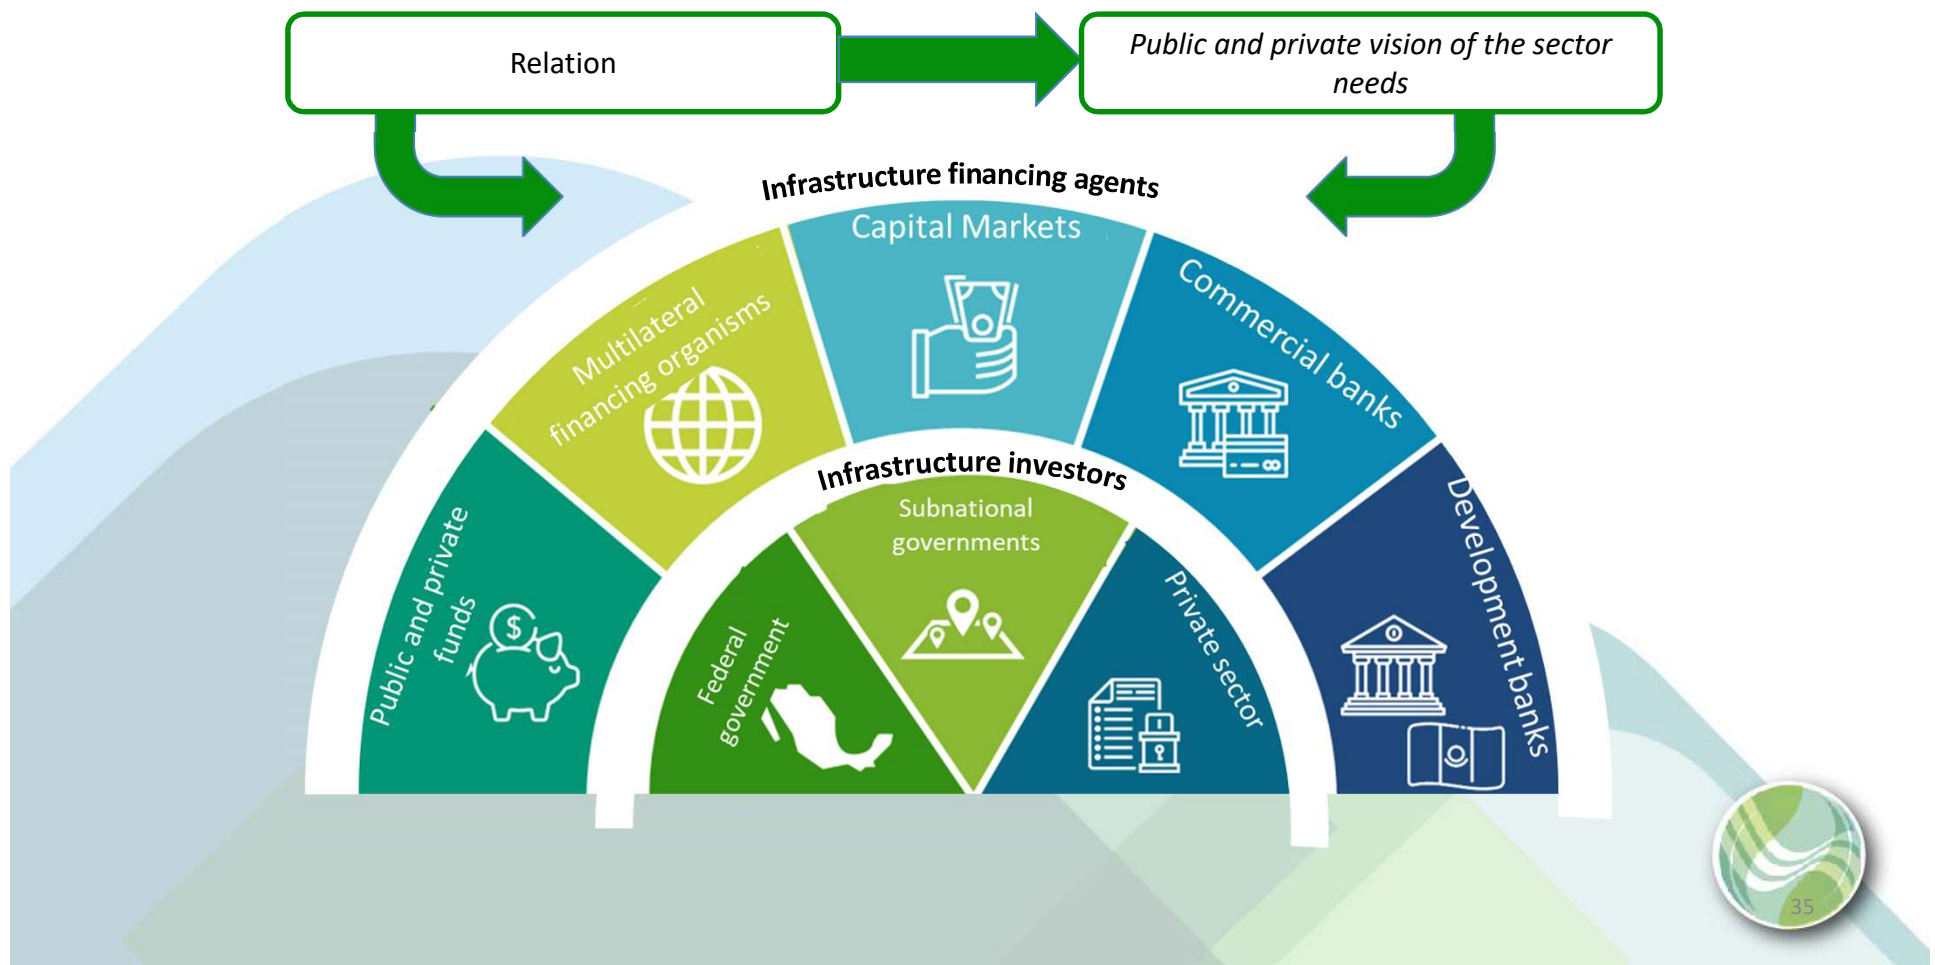 Relation
Public and private vision of the sector
needs
Infrastructure financing agents
Public and private
funds
Multilateral
financing organisms
Capital Markets
Commercial banks
Development banks
Infrastructure investors
Federal
government
Subnational
governments
Private sector
$
35